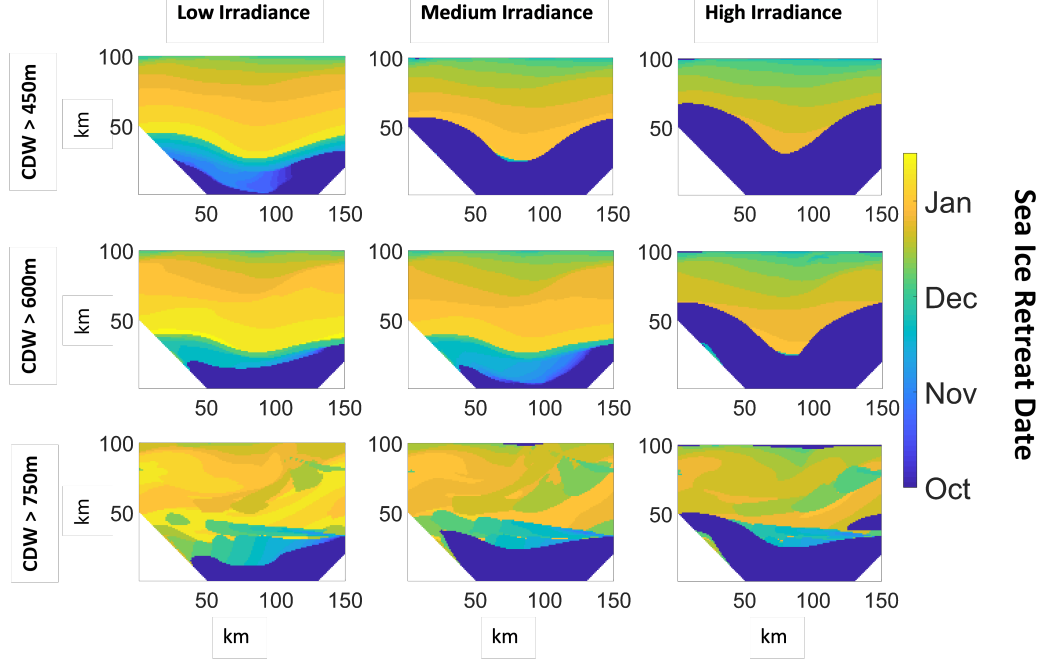 Low Irradiance Medium Irradiance High Irradiance
CDW > 450m
km
100
50
50 100 150
100
50
50 100 150
100
50
50 100 150
CDW > 600m
km
100
50
50 100 150
100
50
50 100 150
100
50
50 100 150
CDW > 750m
km
100
50
50 100 150
100
50
50 100 150
100
50
50 100 150
km km km
Jan
Dec
Nov
Oct
Sea Ice Retreat Date